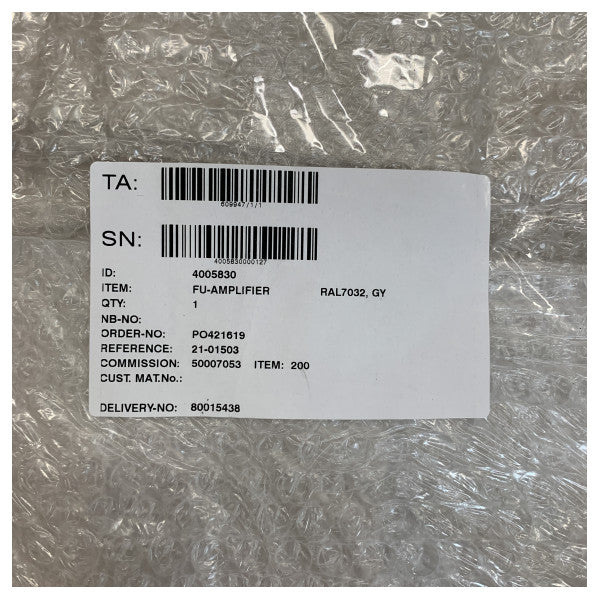 TA:
609947/1/1
SN:
4005830000127
ID: 4005830
ITEM: FU-AMPLIFIER RAL7032, GY
QTY: 1
NB-NO:
ORDER-NO: PO421619
REFERENCE: 21-01503
COMMISSION: 50007053 ITEM: 200
CUST. MAT.No.:
DELIVERY-NO: 80015438